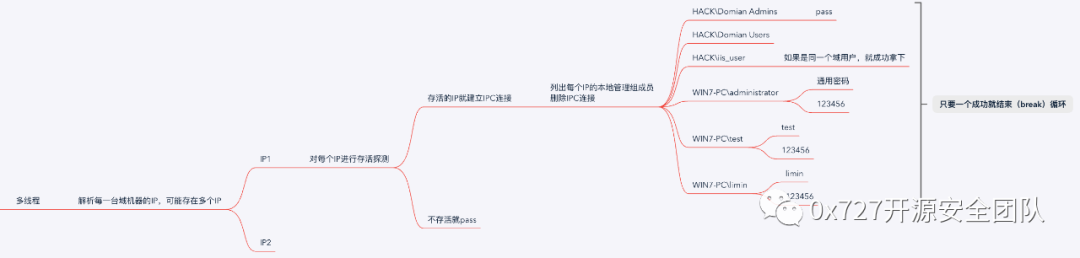 多线程
解析每一台域机器的IP，可能存在多个IP
IP1
对每个IP进行存活探测
存活的IP就建立IPC连接
列出每个IP的本地管理组成员
删除IPC连接
HACK\Domian Admins
pass
HACK\Domian Users
HACK\iis_user
如果是同一个域用户，就成功拿下
WIN7-PC\administrator
通用密码
123456
WIN7-PC\test
test
123456
WIN7-PC\limin
limin
123456
只要一个成功就结束（break）循环
不存活就pass
IP2
0x727开源安全团队